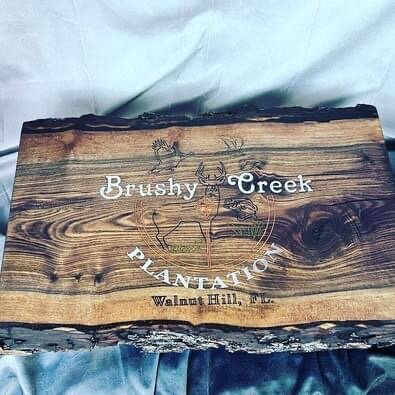 Brushy Creek
PLANTATION
Walnut Hill, FL.